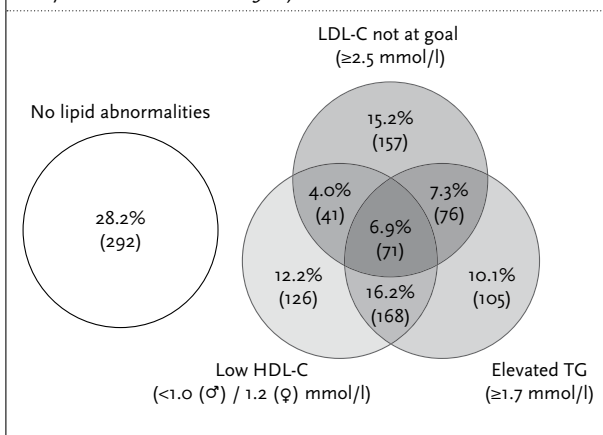 LDL-C not at goal
(≥2.5 mmol/l)
No lipid abnormalities
15.2%
(157)
4.0%
(41)
7.3%
(76)
28.2%
(292)
6.9%
(71)
12.2%
(126)
10.1%
(105)
16.2%
(168)
Low HDL-C
(<1.0 (♂) / 1.2 (♀) mmol/l)
Elevated TG
(≥1.7 mmol/l)